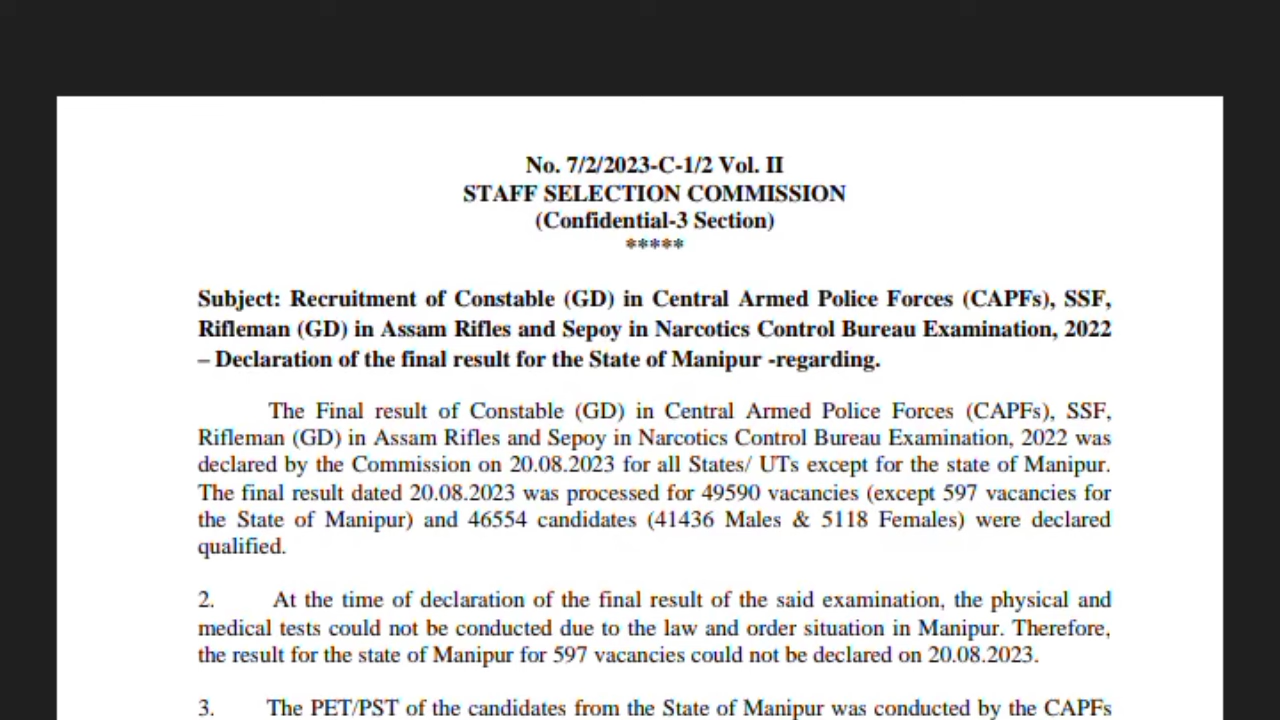 No. 7/2/2023-C-1/2 Vol. II
STAFF SELECTION COMMISSION
(Confidential-3 Section)
*****
Subject: Recruitment of Constable (GD) in Central Armed Police Forces (CAPFs), SSF,
Rifleman (GD) in Assam Rifles and Sepoy in Narcotics Control Bureau Examination, 2022
– Declaration of the final result for the State of Manipur -regarding.
The Final result of Constable (GD) in Central Armed Police Forces (CAPFs), SSF,
Rifleman (GD) in Assam Rifles and Sepoy in Narcotics Control Bureau Examination, 2022 was
declared by the Commission on 20.08.2023 for all States/ UTs except for the state of Manipur.
The final result dated 20.08.2023 was processed for 49590 vacancies (except 597 vacancies for
the State of Manipur) and 46554 candidates (41436 Males & 5118 Females) were declared
qualified.
2. At the time of declaration of the final result of the said examination, the physical and
medical tests could not be conducted due to the law and order situation in Manipur. Therefore,
the result for the state of Manipur for 597 vacancies could not be declared on 20.08.2023.
3. The PET/PST of the candidates from the State of Manipur was conducted by the CAPFs